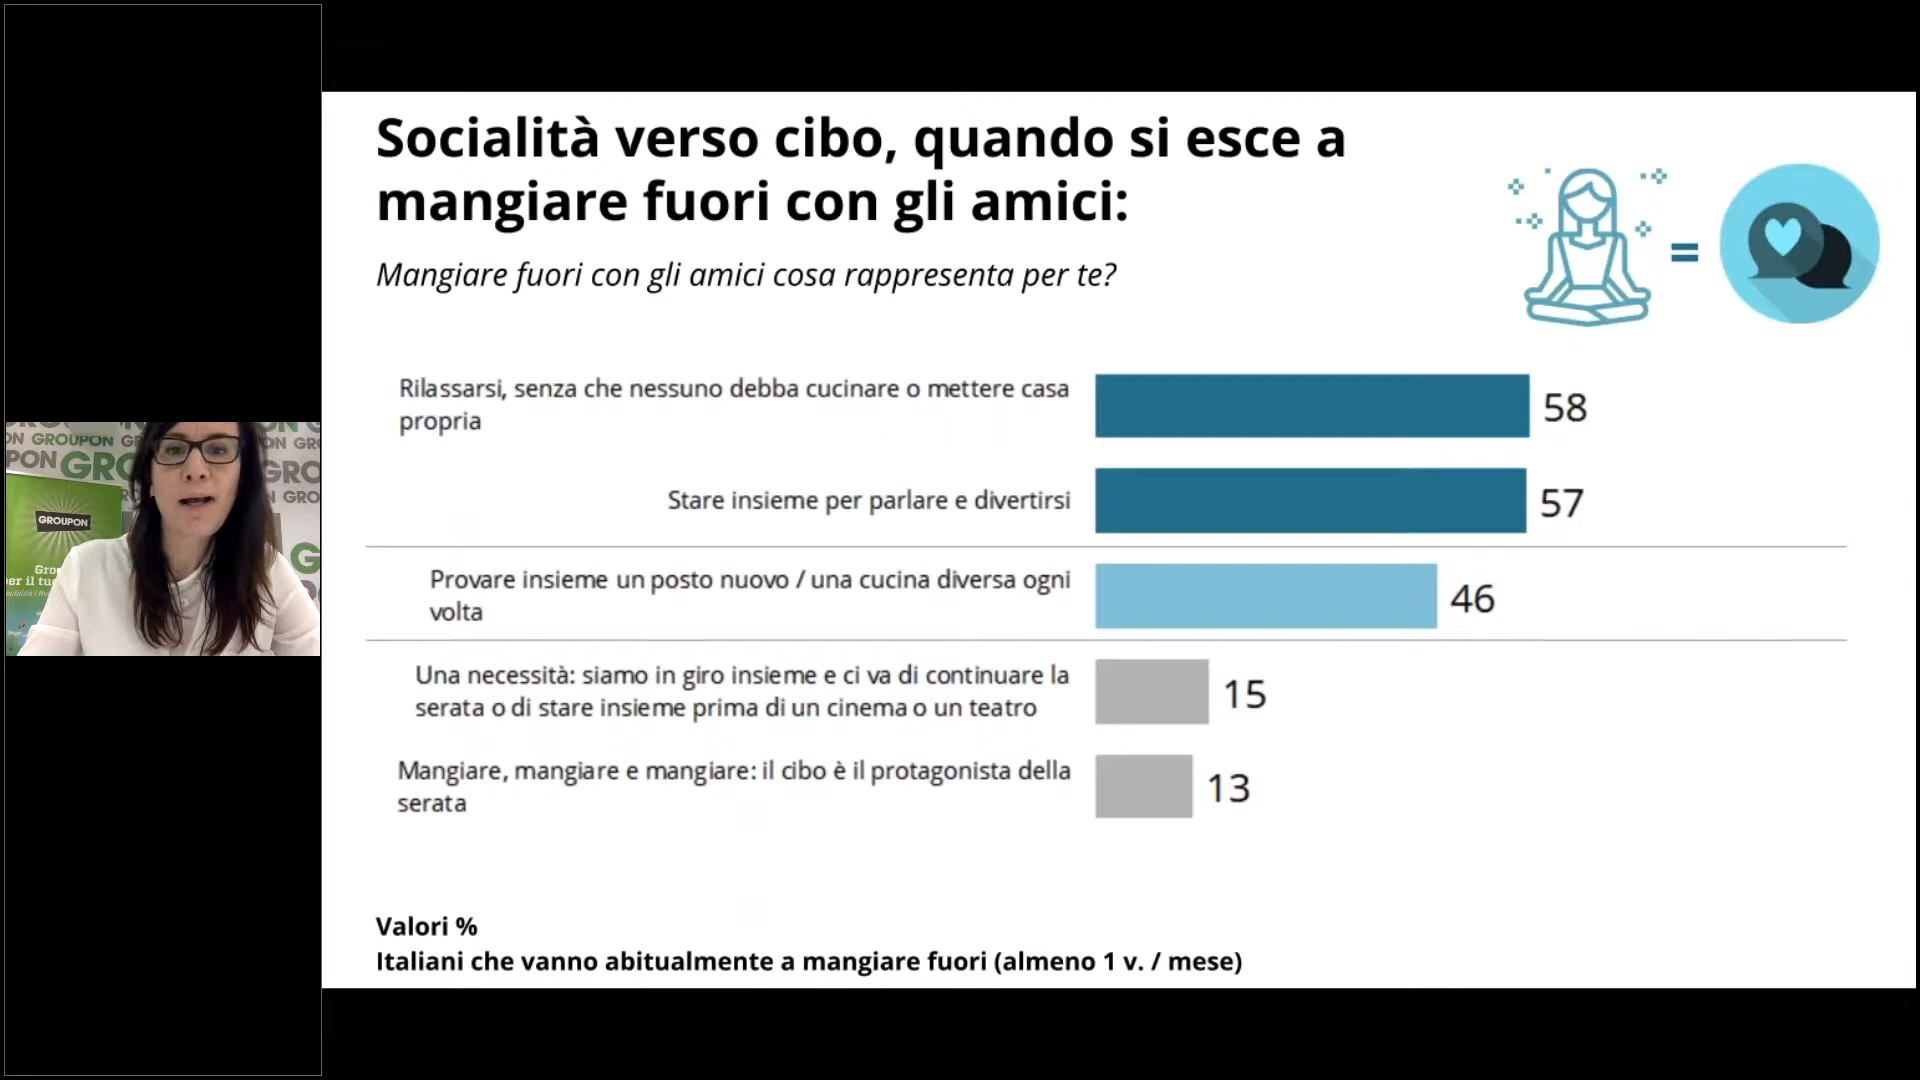 Socialità verso cibo, quando si esce a
mangiare fuori con gli amici:
Mangiare fuori con gli amici cosa rappresenta per te?
=
Rilassarsi, senza che nessuno debba cucinare o mettere casa
propria
58
Stare insieme per parlare e divertirsi
57
Provare insieme un posto nuovo / una cucina diversa ogni
volta
46
Una necessità: siamo in giro insieme e ci va di continuare la
serata o di stare insieme prima di un cinema o un teatro
15
Mangiare, mangiare e mangiare: il cibo è il protagonista della
serata
13
Valori %
Italiani che vanno abitualmente a mangiare fuori (almeno 1 v. / mese)
GROUPON
GROUPON